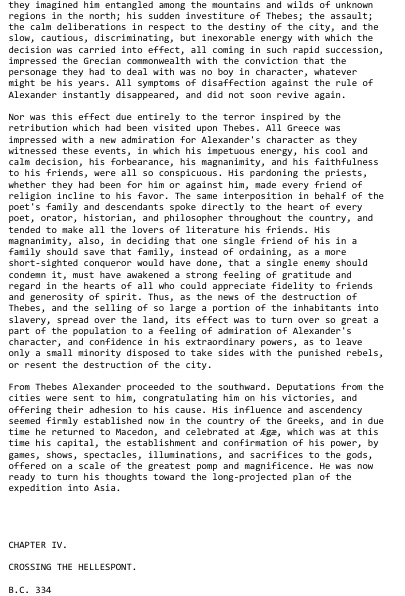 they imagined him entangled among the mountains and wilds of unknown
regions in the north; his sudden investiture of Thebes; the assault;
the calm deliberations in respect to the destiny of the city, and the
slow, cautious, discriminating, but inexorable energy with which the
decision was carried into effect, all coming in such rapid succession,
impressed the Grecian commonwealth with the conviction that the
personage they had to deal with was no boy in character, whatever
might be his years. All symptoms of disaffection against the rule of
Alexander instantly disappeared, and did not soon revive again.

Nor was this effect due entirely to the terror inspired by the
retribution which had been visited upon Thebes. All Greece was
impressed with a new admiration for Alexander's character as they
witnessed these events, in which his impetuous energy, his cool and
calm decision, his forbearance, his magnanimity, and his faithfulness
to his friends, were all so conspicuous. His pardoning the priests,
whether they had been for him or against him, made every friend of
religion incline to his favor. The same interposition in behalf of the
poet's family and descendants spoke directly to the heart of every
poet, orator, historian, and philosopher throughout the country, and
tended to make all the lovers of literature his friends. His
magnanimity, also, in deciding that one single friend of his in a
family should save that family, instead of ordaining, as a more
short-sighted conqueror would have done, that a single enemy should
condemn it, must have awakened a strong feeling of gratitude and
regard in the hearts of all who could appreciate fidelity to friends
and generosity of spirit. Thus, as the news of the destruction of
Thebes, and the selling of so large a portion of the inhabitants into
slavery, spread over the land, its effect was to turn over so great a
part of the population to a feeling of admiration of Alexander's
character, and confidence in his extraordinary powers, as to leave
only a small minority disposed to take sides with the punished rebels,
or resent the destruction of the city.

From Thebes Alexander proceeded to the southward. Deputations from the
cities were sent to him, congratulating him on his victories, and
offering their adhesion to his cause. His influence and ascendency
seemed firmly established now in the country of the Greeks, and in due
time he returned to Macedon, and celebrated at Ægæ, which was at this
time his capital, the establishment and confirmation of his power, by
games, shows, spectacles, illuminations, and sacrifices to the gods,
offered on a scale of the greatest pomp and magnificence. He was now
ready to turn his thoughts toward the long-projected plan of the
expedition into Asia.

CHAPTER IV.

CROSSING THE HELLESPONT.

B.C. 334